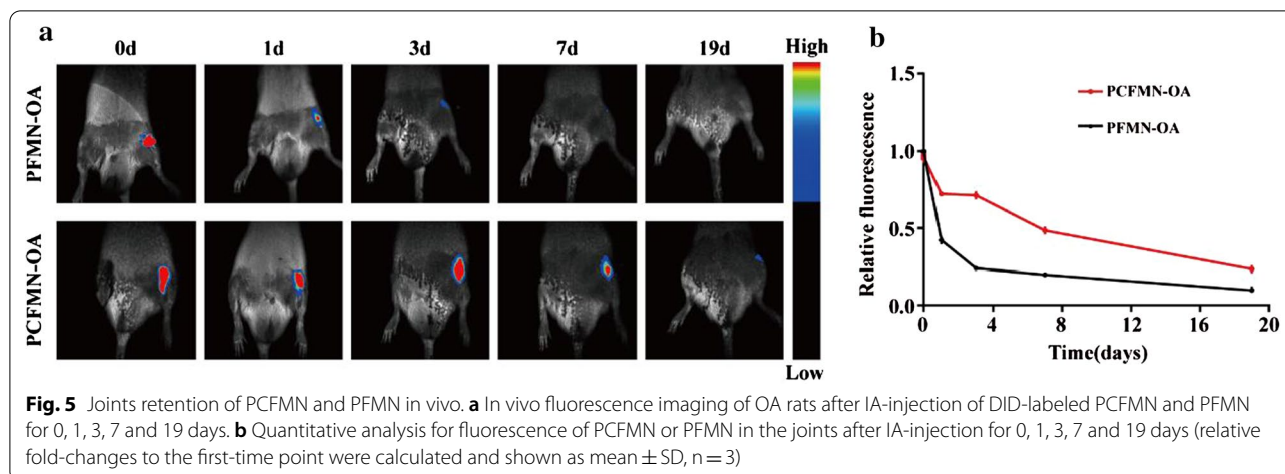 a
0d 1d 3d 7d 19d
PFMN-OA
PCFMN-OA
High
Low
b
Relative fluorescesence
1.5
1.0
0.5
0.0
0 4 8 12 16 20
Time(days)
PCFMN-OA
PFMN-OA
Fig. 5 Joints retention of PCFMN and PFMN in vivo. a In vivo fluorescence imaging of OA rats after IA-injection of DID-labeled PCFMN and PFMN
for 0, 1, 3, 7 and 19 days. b Quantitative analysis for fluorescence of PCFMN or PFMN in the joints after IA-injection for 0, 1, 3, 7 and 19 days (relative
fold-changes to the first-time point were calculated and shown as mean ± SD, n = 3)